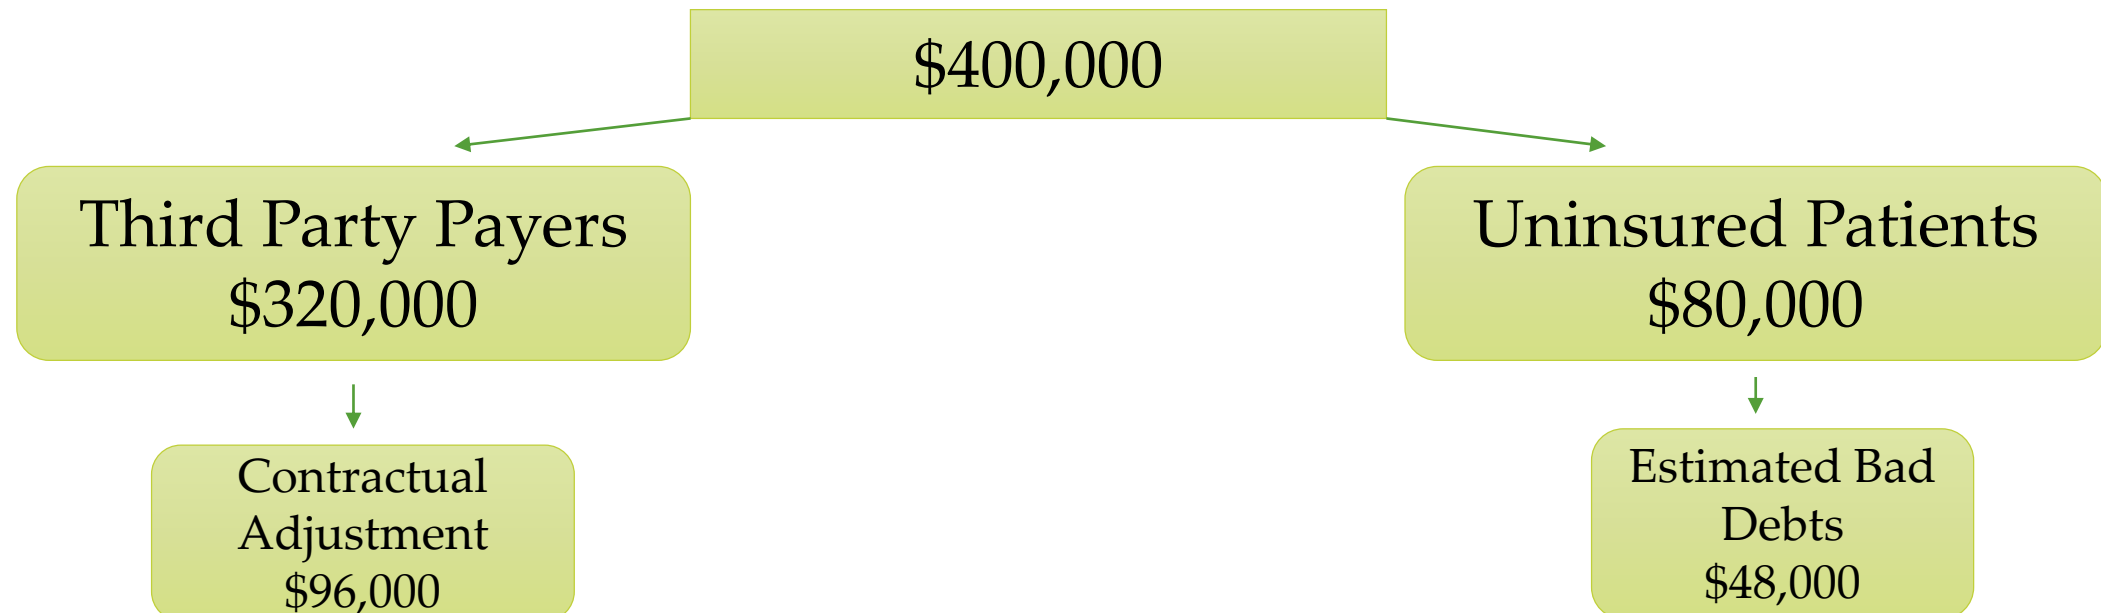 $400,000
Third Party Payers
$320,000
Uninsured Patients
$80,000
Contractual
Adjustment
$96,000
Estimated Bad
Debts
$48,000